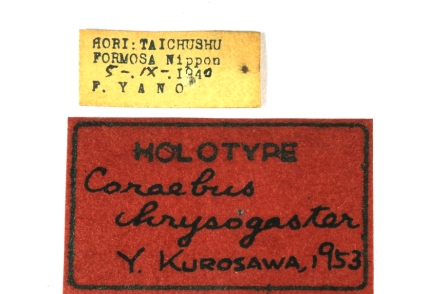 HORI: TAICHUSHU
FORMOSA Nippon
5-.IX-.1940
F. YANO
HOLOTYPE
Coraebus
chrysogaster
Y. KUROSAWA, 1953